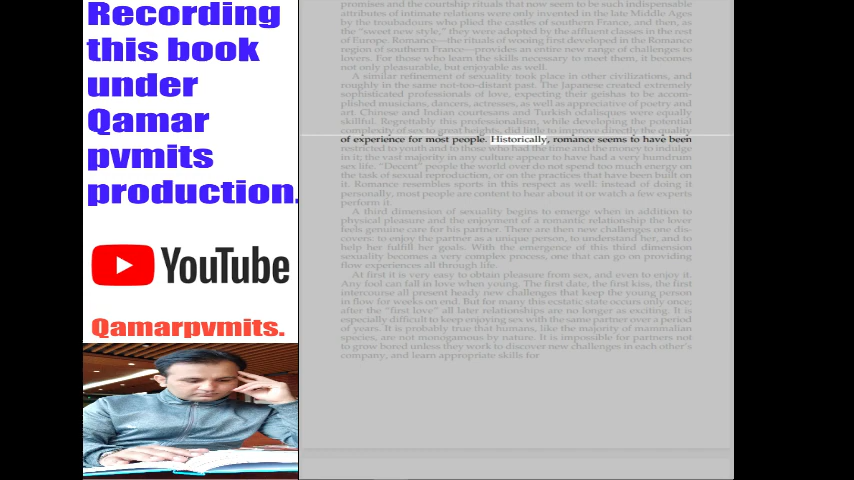 Recording
this book
under
Qamar
pvmits
production.
YouTube
Qamarpvmits.
promises and the courtship rituals that now seem to be such indispensable
attributes of intimate relations were only invented in the late Middle Ages
by the troubadours who plied the castles of southern France, and then, as
the “sweet new style,” they were adopted by the affluent classes in the rest
of Europe. Romance—the rituals of wooing first developed in the Romance
region of southern France—provides an entire new range of challenges to
lovers. For those who learn the skills necessary to meet them, it becomes
not only pleasurable, but enjoyable as well.
A similar refinement of sexuality took place in other civilizations, and
roughly in the same not-too-distant past. The Japanese created extremely
sophisticated professionals of love, expecting their geishas to be accom-
plished musicians, dancers, actresses, as well as appreciative of poetry and
art. Chinese and Indian courtesans and Turkish odalisques were equally
skillful. Regrettably this professionalism, while developing the potential
complexity of sex to great heights, did little to improve directly the quality
of experience for most people. Historically, romance seems to have been
restricted to youth and to those who had the time and the money to indulge
in it; the vast majority in any culture appear to have had a very humdrum
sex life. “Decent” people the world over do not spend too much energy on
the task of sexual reproduction, or on the practices that have been built on
it. Romance resembles sports in this respect as well: instead of doing it
personally, most people are content to hear about it or watch a few experts
perform it.
A third dimension of sexuality begins to emerge when in addition to
physical pleasure and the enjoyment of a romantic relationship the lover
feels genuine care for his partner. There are then new challenges one dis-
covers: to enjoy the partner as a unique person, to understand her, and to
help her fulfill her goals. With the emergence of this third dimension
sexuality becomes a very complex process, one that can go on providing
flow experiences all through life.
At first it is very easy to obtain pleasure from sex, and even to enjoy it.
Any fool can fall in love when young. The first date, the first kiss, the first
intercourse all present heady new challenges that keep the young person
in flow for weeks on end. But for many this ecstatic state occurs only once;
after the “first love” all later relationships are no longer as exciting. It is
especially difficult to keep enjoying sex with the same partner over a period
of years. It is probably true that humans, like the majority of mammalian
species, are not monogamous by nature. It is impossible for partners not
to grow bored unless they work to discover new challenges in each other’s
company, and learn appropriate skills for